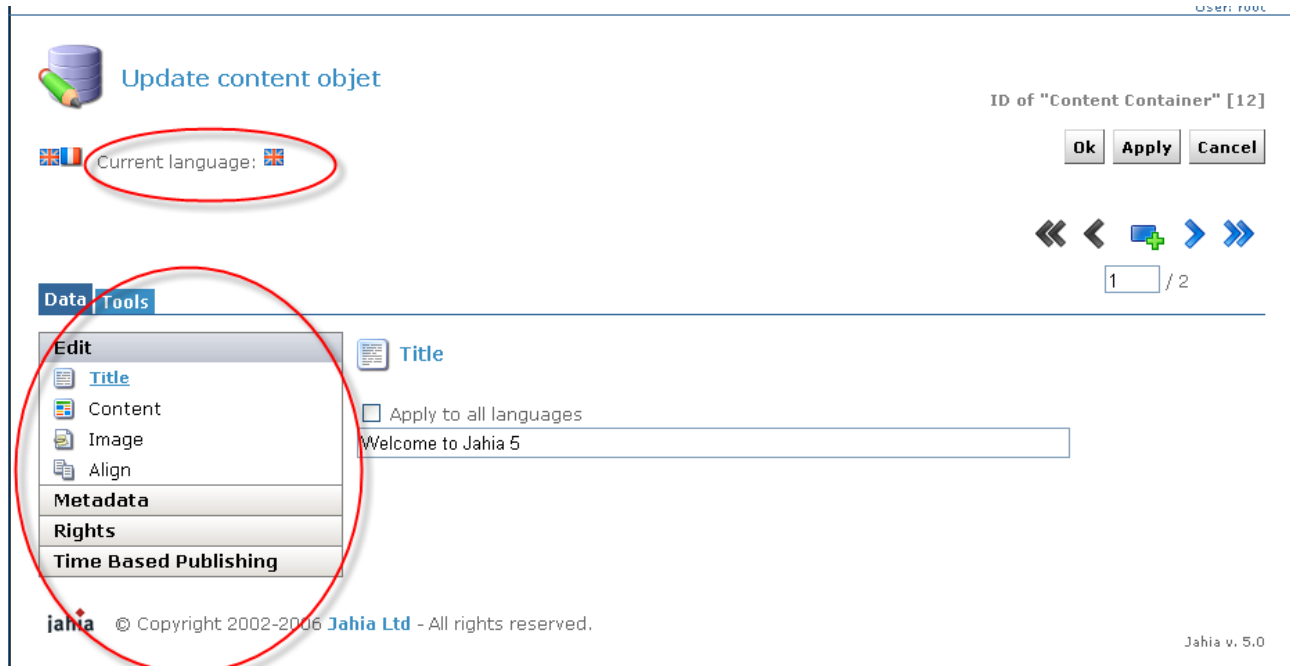 User: root
Update content objet
ID of "Content Container" [12]
Current language:
Ok Apply Cancel
1 / 2
Data Tools
Edit
Title
Title
Content
Apply to all languages
Image
Welcome to Jahia 5
Align
Metadata
Rights
Time Based Publishing
jahia © Copyright 2002-2006 Jahia Ltd - All rights reserved.
Jahia v. 5.0